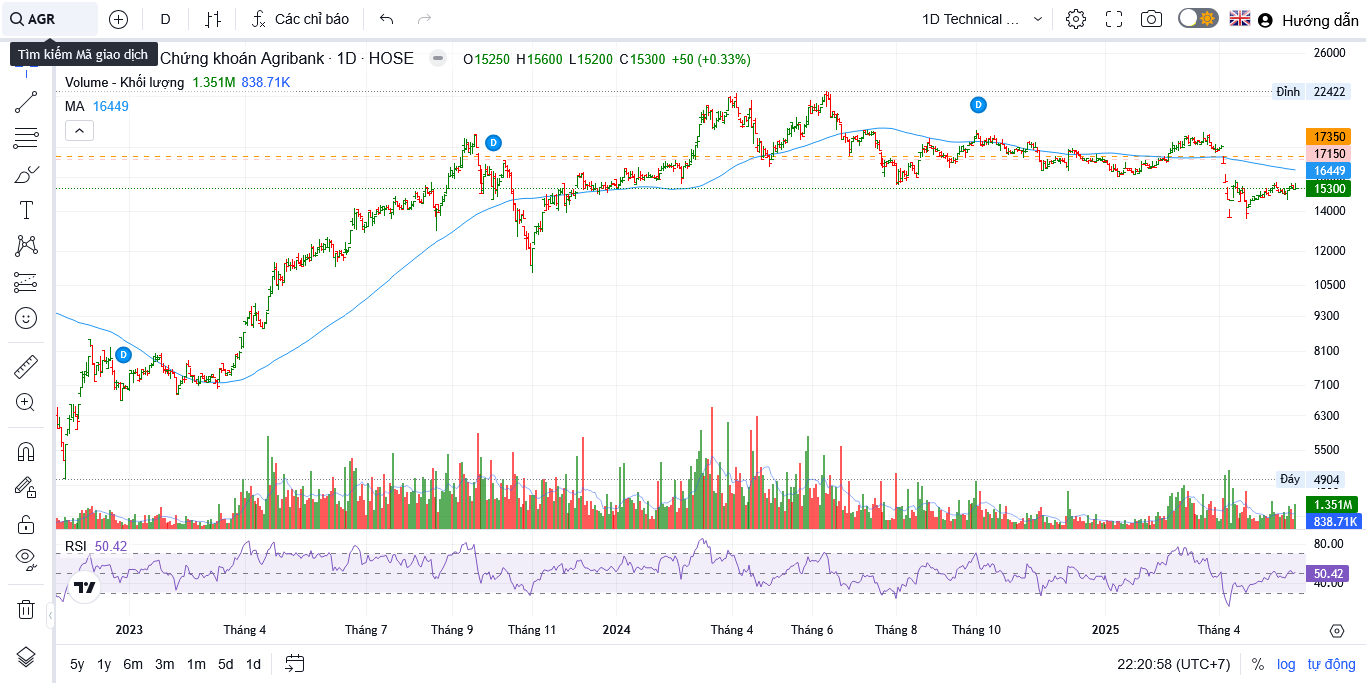 AGR
D
Các chỉ báo
1D Technical ...
Hướng dẫn
Tìm kiếm Mã giao dịch
Chứng khoán Agribank · 1D · HOSE
O15250 H15600 L15200 C15300 +50 (+0.33%)
Volume - Khối lượng 1.351M 838.71K
MA 16449
26000
Đỉnh 22422
D
D
17350
17150
16449
15300
14000
12000
10500
9300
D
8100
7100
6300
5500
Đáy 4904
1.351M
838.71K
RSI 50.42
80.00
50.42
40.00
2023 Tháng 4 Tháng 7 Tháng 9 Tháng 11 2024 Tháng 4 Tháng 6 Tháng 8 Tháng 10 2025 Tháng 4
5y 1y 6m 3m 1m 5d 1d
22:20:58 (UTC+7) % log tự động